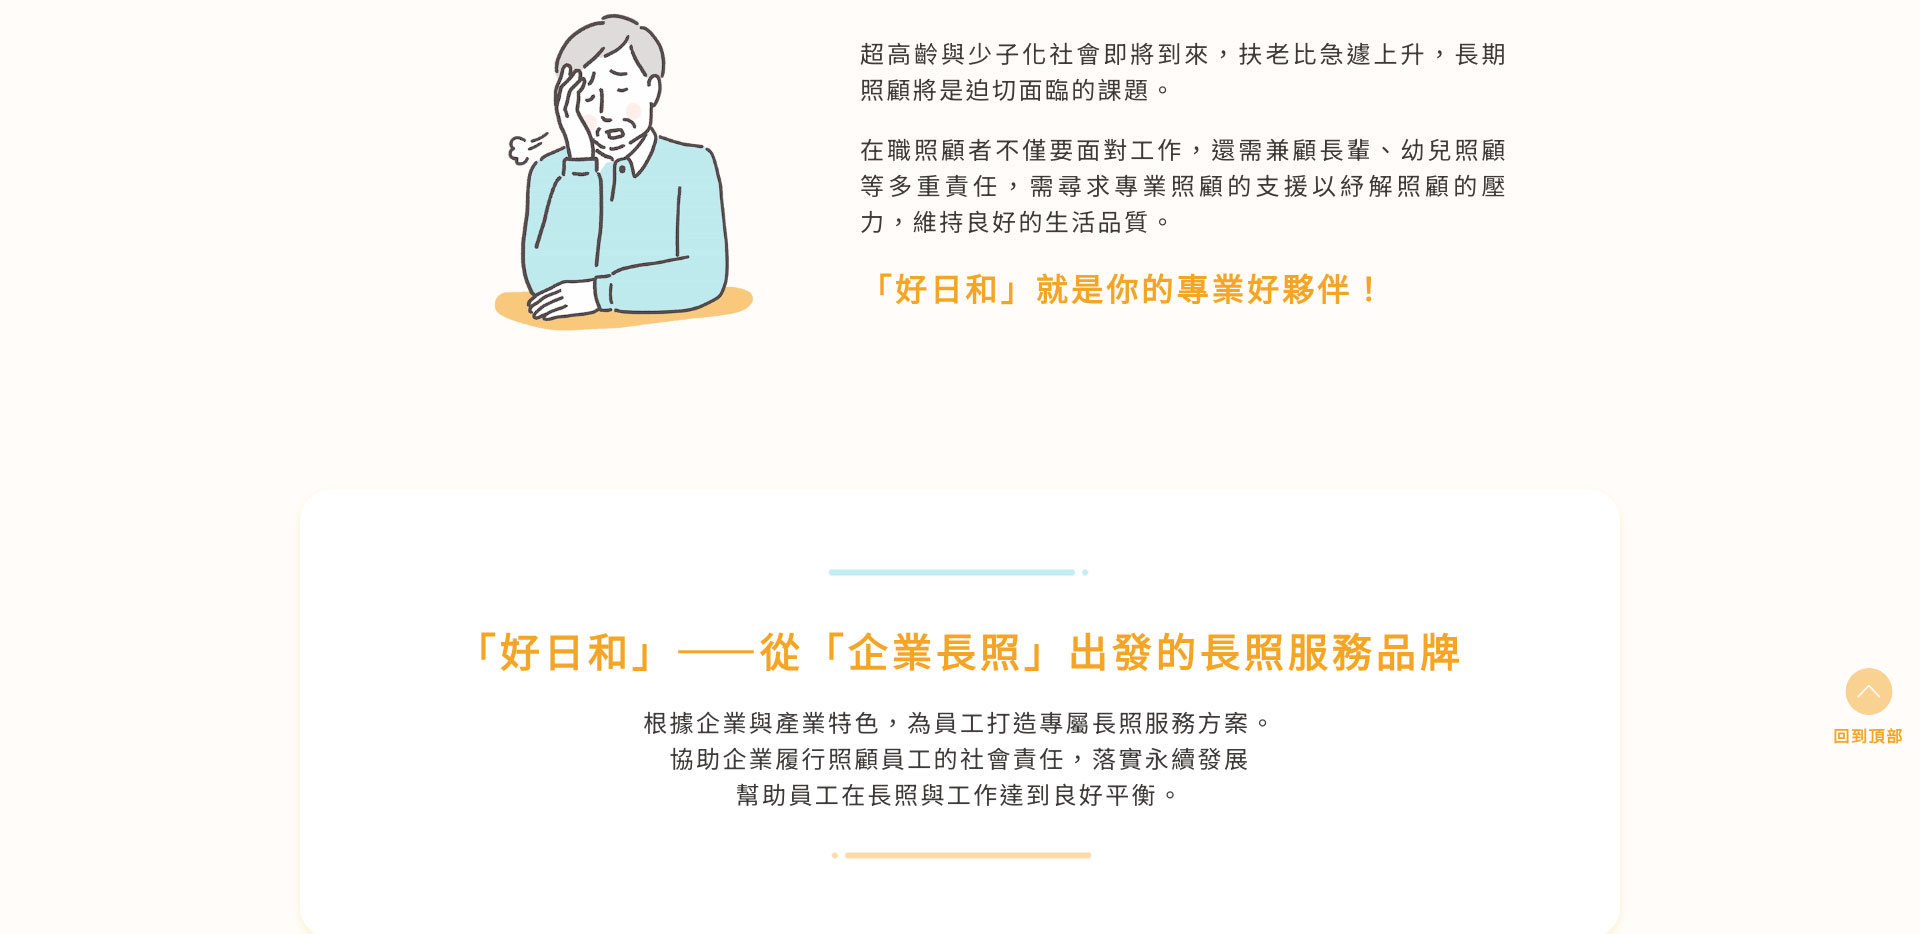 超高齡與少子化社會即將到來，扶老比急遽上升，長期
照顧將是迫切面臨的課題。
在職照顧者不僅要面對工作，還需兼顧長輩、幼兒照顧
等多重責任，需尋求專業照顧的支援以紓解照顧的壓
力，維持良好的生活品質。
「好日和」就是你的專業好夥伴！
「好日和」——從「企業長照」出發的長照服務品牌
根據企業與產業特色，為員工打造專屬長照服務方案。
協助企業履行照顧員工的社會責任，落實永續發展
幫助員工在長照與工作達到良好平衡。
回到頂部